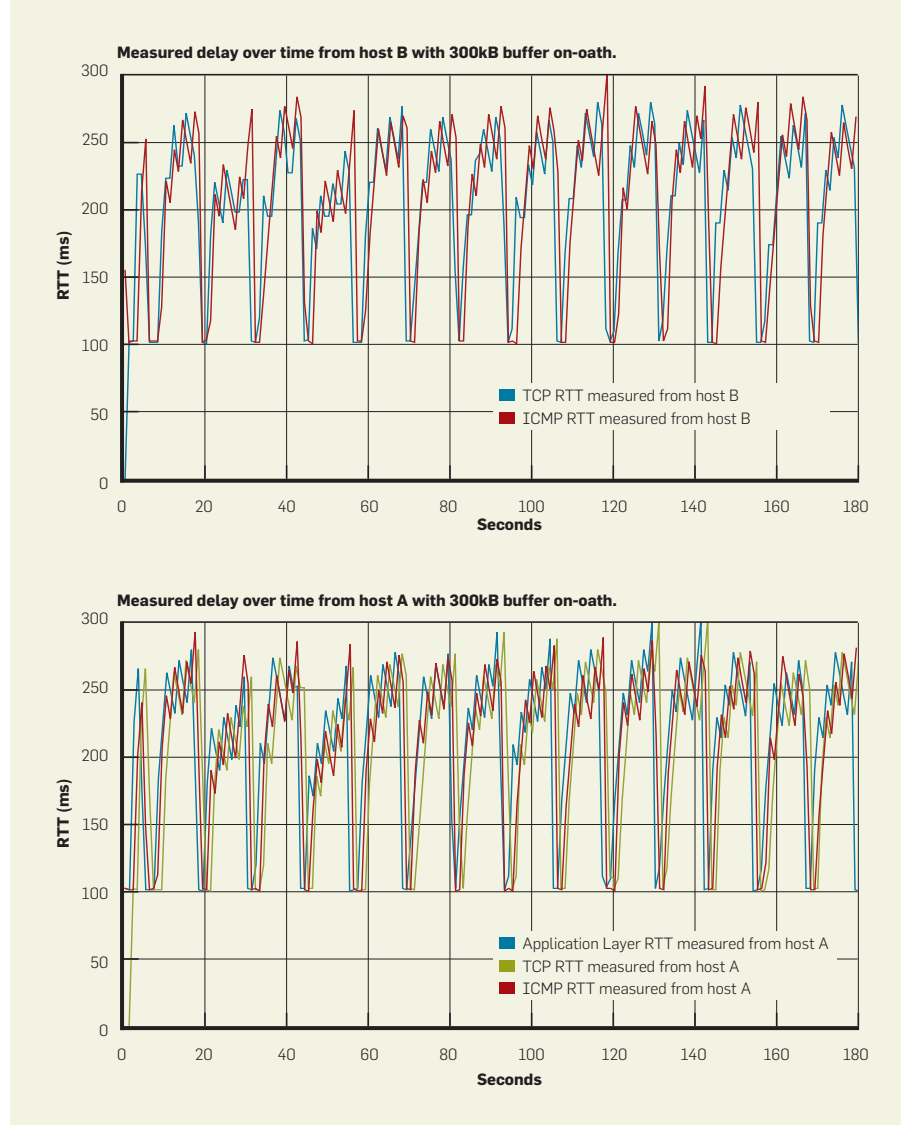 Measured delay over time from host B with 300kB buffer on-oath.
300
250
200
150
100
50
0
RTT (ms)
TCP RTT measured from host B
ICMP RTT measured from host B
0 20 40 60 80 100 120 140 160 180
Seconds
Measured delay over time from host A with 300kB buffer on-oath.
300
250
200
150
100
50
0
RTT (ms)
Application Layer RTT measured from host A
TCP RTT measured from host A
ICMP RTT measured from host A
0 20 40 60 80 100 120 140 160 180
Seconds